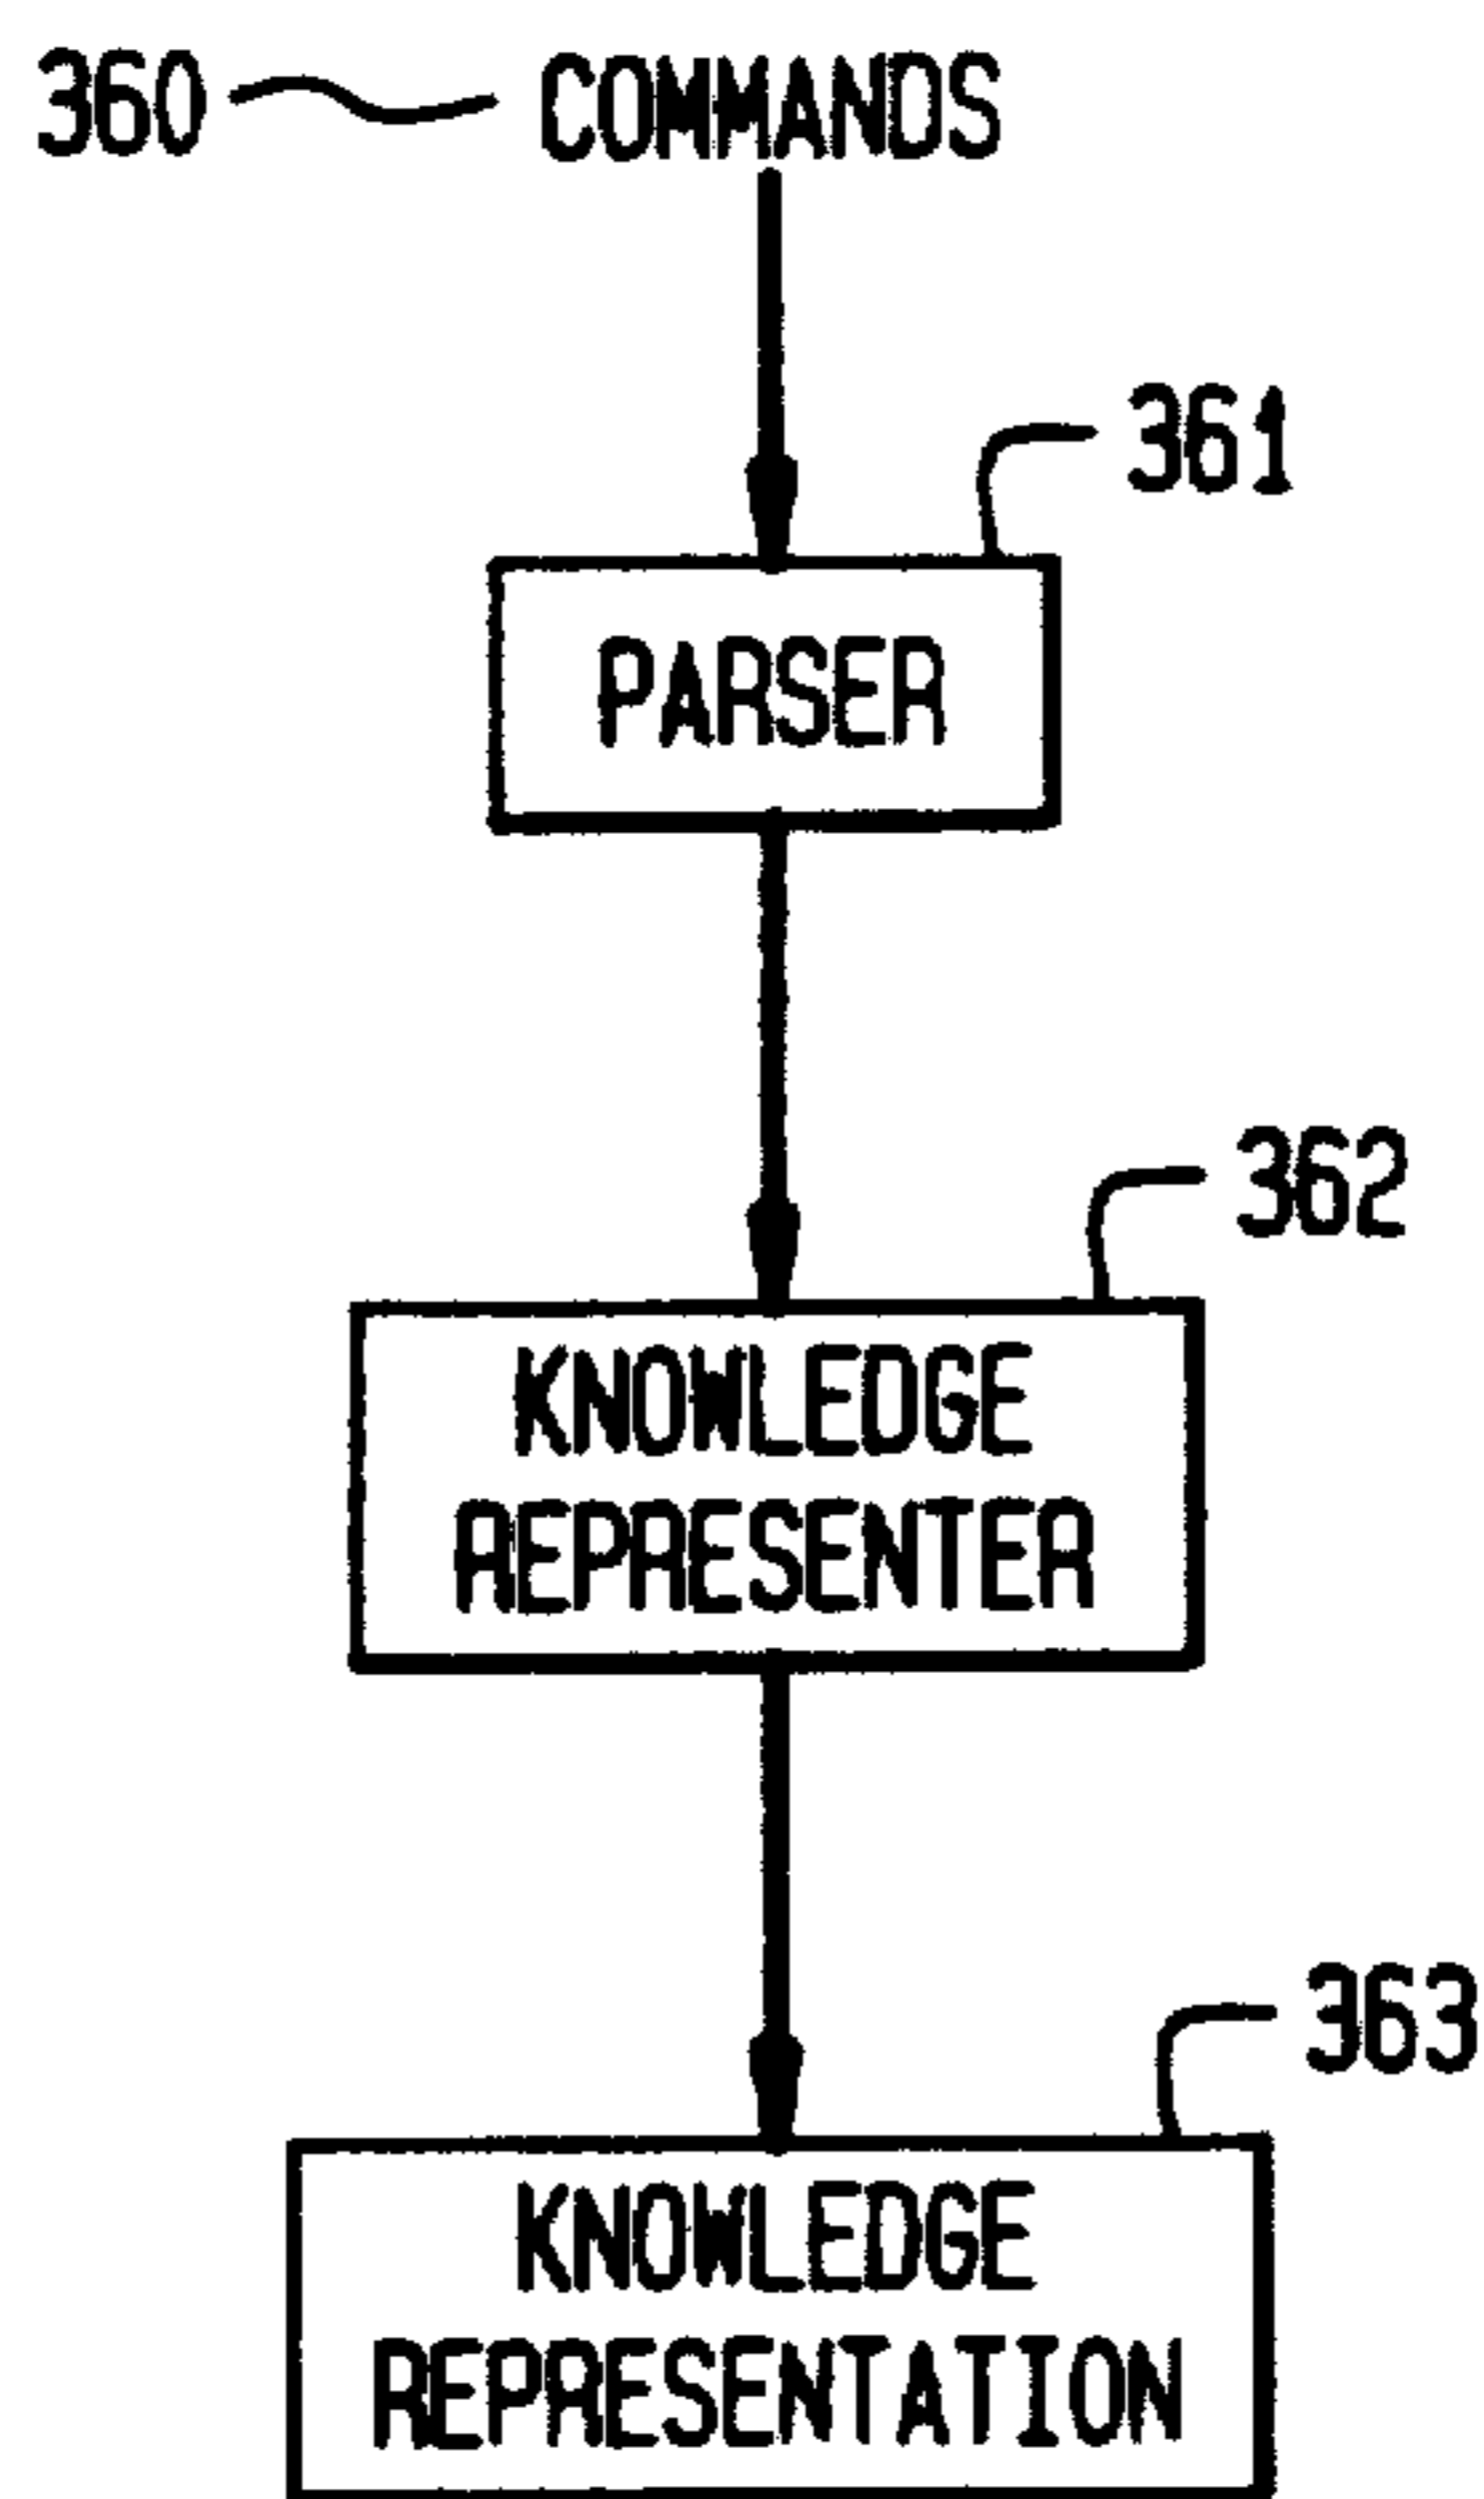 360 COMMANDS
361
PARSER
362
KNOWLEDGE
REPRESENTER
363
KNOWLEDGE
REPRESENTATION